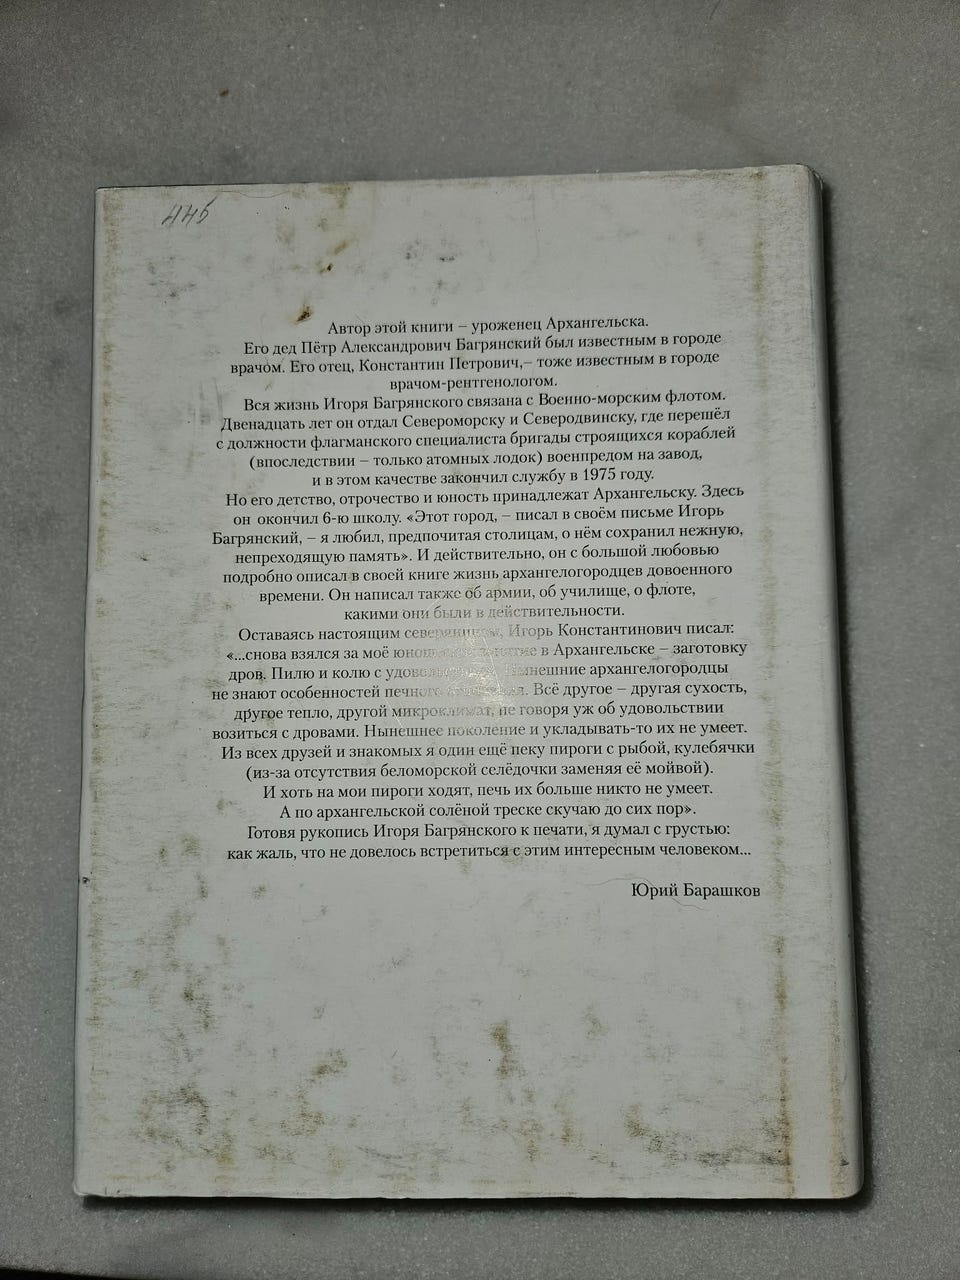 445
Автор этой книги – уроженец Архангельска.
Его дед Пётр Александрович Багрянский был известным в городе
врачом. Его отец, Константин Петрович,– тоже известным в городе
врачом-рентгенологом.
Вся жизнь Игоря Багрянского связана с Военно-морским флотом.
Двенадцать лет он отдал Североморску и Северодвинску, где перешёл
с должности флагманского специалиста бригады строящихся кораблей
(впоследствии – только атомных лодок) военпредом на завод,
и в этом качестве закончил службу в 1975 году.
Но его детство, отрочество и юность принадлежат Архангельску. Здесь
он окончил 6-ю школу. «Этот город, – писал в своём письме Игорь
Багрянский, – я любил, предпочитая столицам, о нём сохранил нежную,
непреходящую память». И действительно, он с большой любовью
подробно описал в своей книге жизнь архангелогородцев довоенного
времени. Он написал также об армии, об училище, о флоте,
какими они были в действительности.
Оставаясь настоящим северянином, Игорь Константинович писал:
«...снова взялся за моё юношеское занятие в Архангельске – заготовку
дров. Пилю и колю с удовольствием. Нынешние архангелогородцы
не знают особенностей печного отопления. Всё другое – другая сухость,
другое тепло, другой микроклимат, не говоря уж об удовольствии
возиться с дровами. Нынешнее поколение и укладывать-то их не умеет.
Из всех друзей и знакомых я один ещё пеку пироги с рыбой, кулебячки
(из-за отсутствия беломорской селёдочки заменяя её мойвой).
И хоть на мои пироги ходят, печь их больше никто не умеет.
А по архангельской солёной треске скучаю до сих пор».
Готовя рукопись Игоря Багрянского к печати, я думал с грустью:
как жаль, что не довелось встретиться с этим интересным человеком...
Юрий Барашков